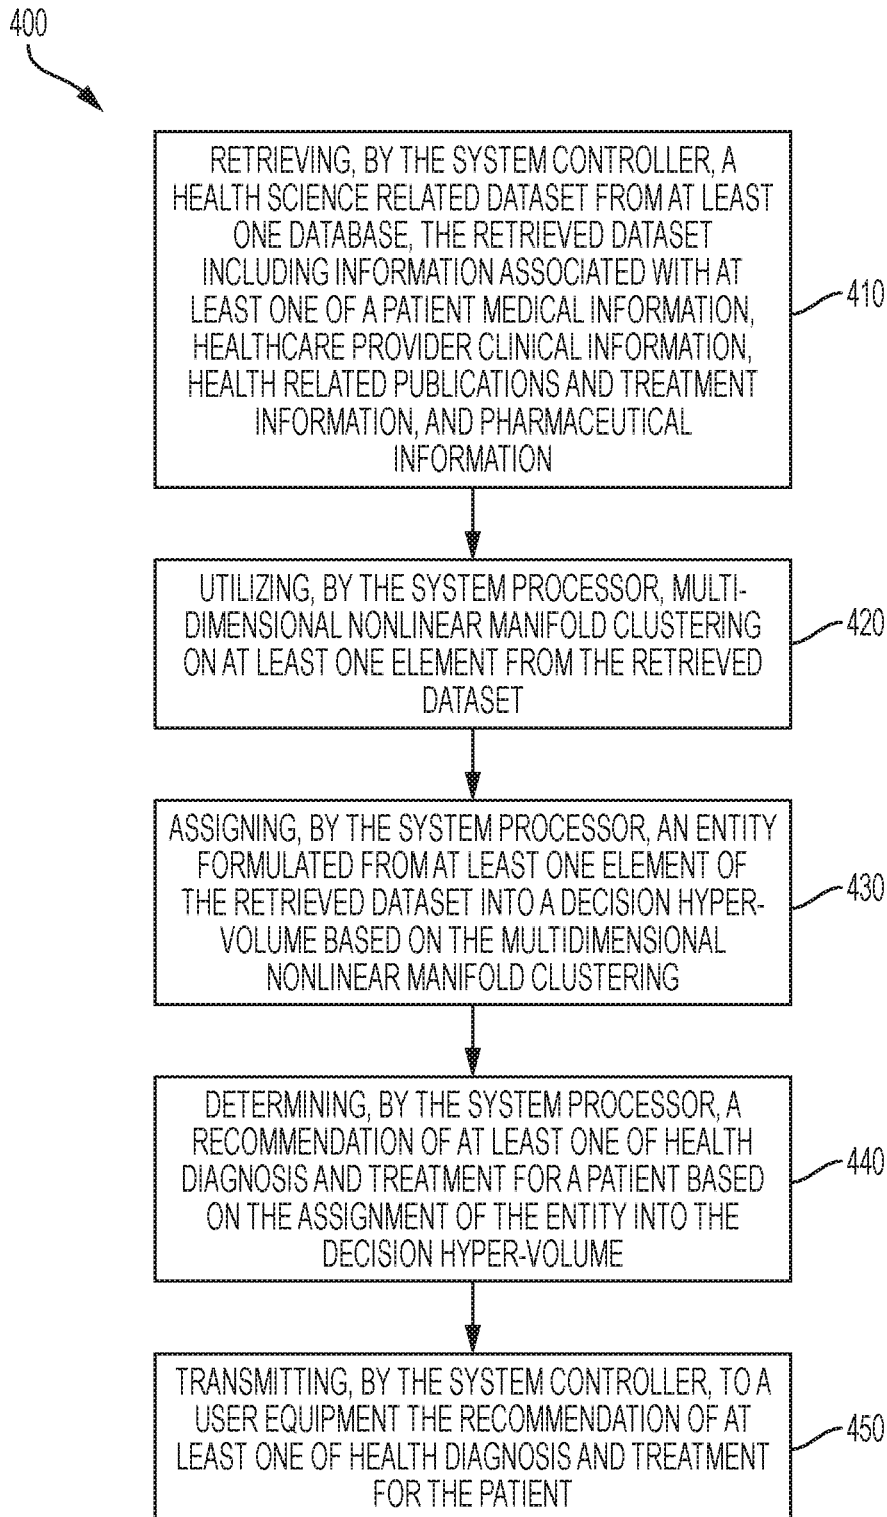 400
RETRIEVING, BY THE SYSTEM CONTROLLER, A
HEALTH SCIENCE RELATED DATASET FROM AT LEAST
ONE DATABASE, THE RETRIEVED DATASET
INCLUDING INFORMATION ASSOCIATED WITH AT
LEAST ONE OF A PATIENT MEDICAL INFORMATION,
HEALTHCARE PROVIDER CLINICAL INFORMATION,
HEALTH RELATED PUBLICATIONS AND TREATMENT
INFORMATION, AND PHARMACEUTICAL
INFORMATION
410
UTILIZING, BY THE SYSTEM PROCESSOR, MULTI-
DIMENSIONAL NONLINEAR MANIFOLD CLUSTERING
ON AT LEAST ONE ELEMENT FROM THE RETRIEVED
DATASET
420
ASSIGNING, BY THE SYSTEM PROCESSOR, AN ENTITY
FORMULATED FROM AT LEAST ONE ELEMENT OF
THE RETRIEVED DATASET INTO A DECISION HYPER-
VOLUME BASED ON THE MULTIDIMENSIONAL
NONLINEAR MANIFOLD CLUSTERING
430
DETERMINING, BY THE SYSTEM PROCESSOR, A
RECOMMENDATION OF AT LEAST ONE OF HEALTH
DIAGNOSIS AND TREATMENT FOR A PATIENT BASED
ON THE ASSIGNMENT OF THE ENTITY INTO THE
DECISION HYPER-VOLUME
440
TRANSMITTING, BY THE SYSTEM CONTROLLER, TO A
USER EQUIPMENT THE RECOMMENDATION OF AT
LEAST ONE OF HEALTH DIAGNOSIS AND TREATMENT
FOR THE PATIENT
450